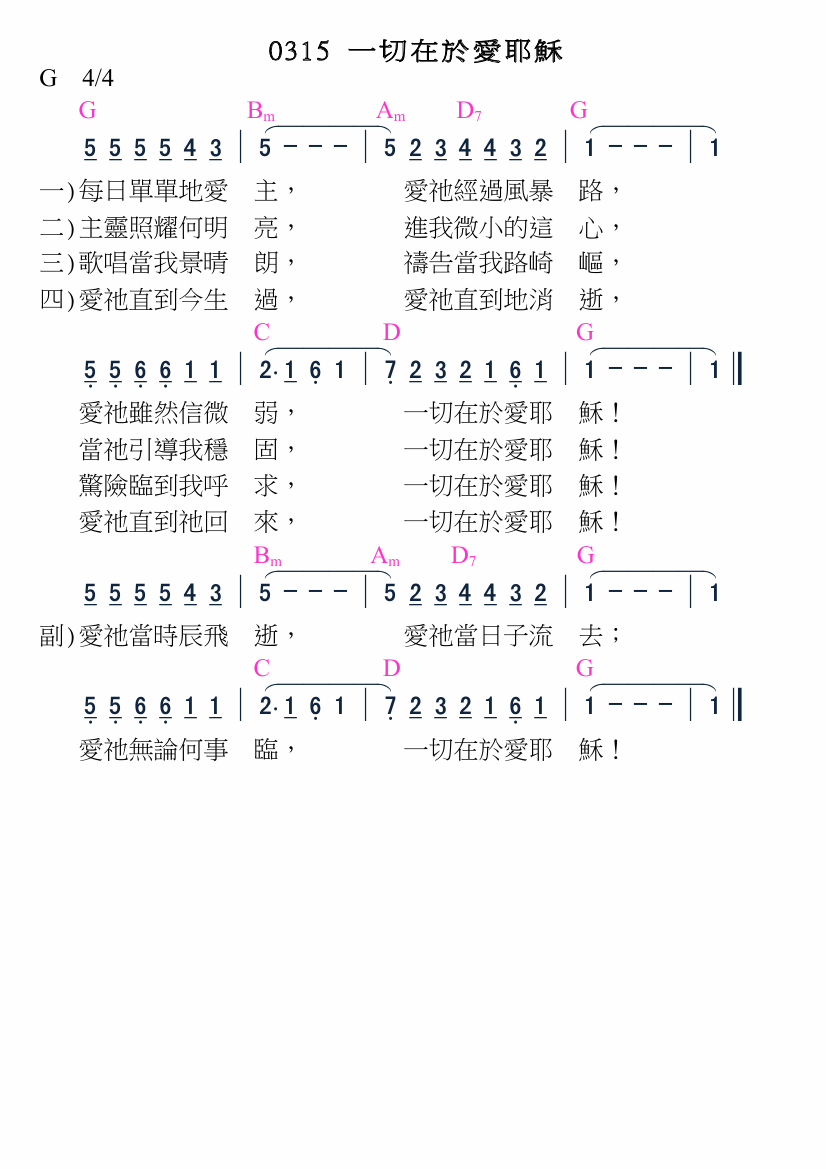 0315 一切在於愛耶穌
G 4/4
G Bm Am D7 G
5 5 5 5 4 3 | 5 - - - | 5 2 3 4 4 3 2 | 1 - - - | 1
一)每日單單地愛 主， 愛祂經過風暴 路，
二)主靈照耀何明 亮， 進我微小的這 心，
三)歌唱當我景晴 朗， 禱告當我路崎 嶇，
四)愛祂直到今生 過， 愛祂直到地消 逝，
C D G
5 5 6 6 1 1 | 2· 1 6 1 | 7 2 3 2 1 6 1 | 1 - - - | 1 ‖
愛祂雖然信微 弱， 一切在於愛耶 穌！
當祂引導我穩 固， 一切在於愛耶 穌！
驚險臨到我呼 求， 一切在於愛耶 穌！
愛祂直到祂回 來， 一切在於愛耶 穌！
Bm Am D7 G
5 5 5 5 4 3 | 5 - - - | 5 2 3 4 4 3 2 | 1 - - - | 1
副)愛祂當時辰飛 逝， 愛祂當日子流 去；
C D G
5 5 6 6 1 1 | 2· 1 6 1 | 7 2 3 2 1 6 1 | 1 - - - | 1 ‖
愛祂無論何事 臨， 一切在於愛耶 穌！